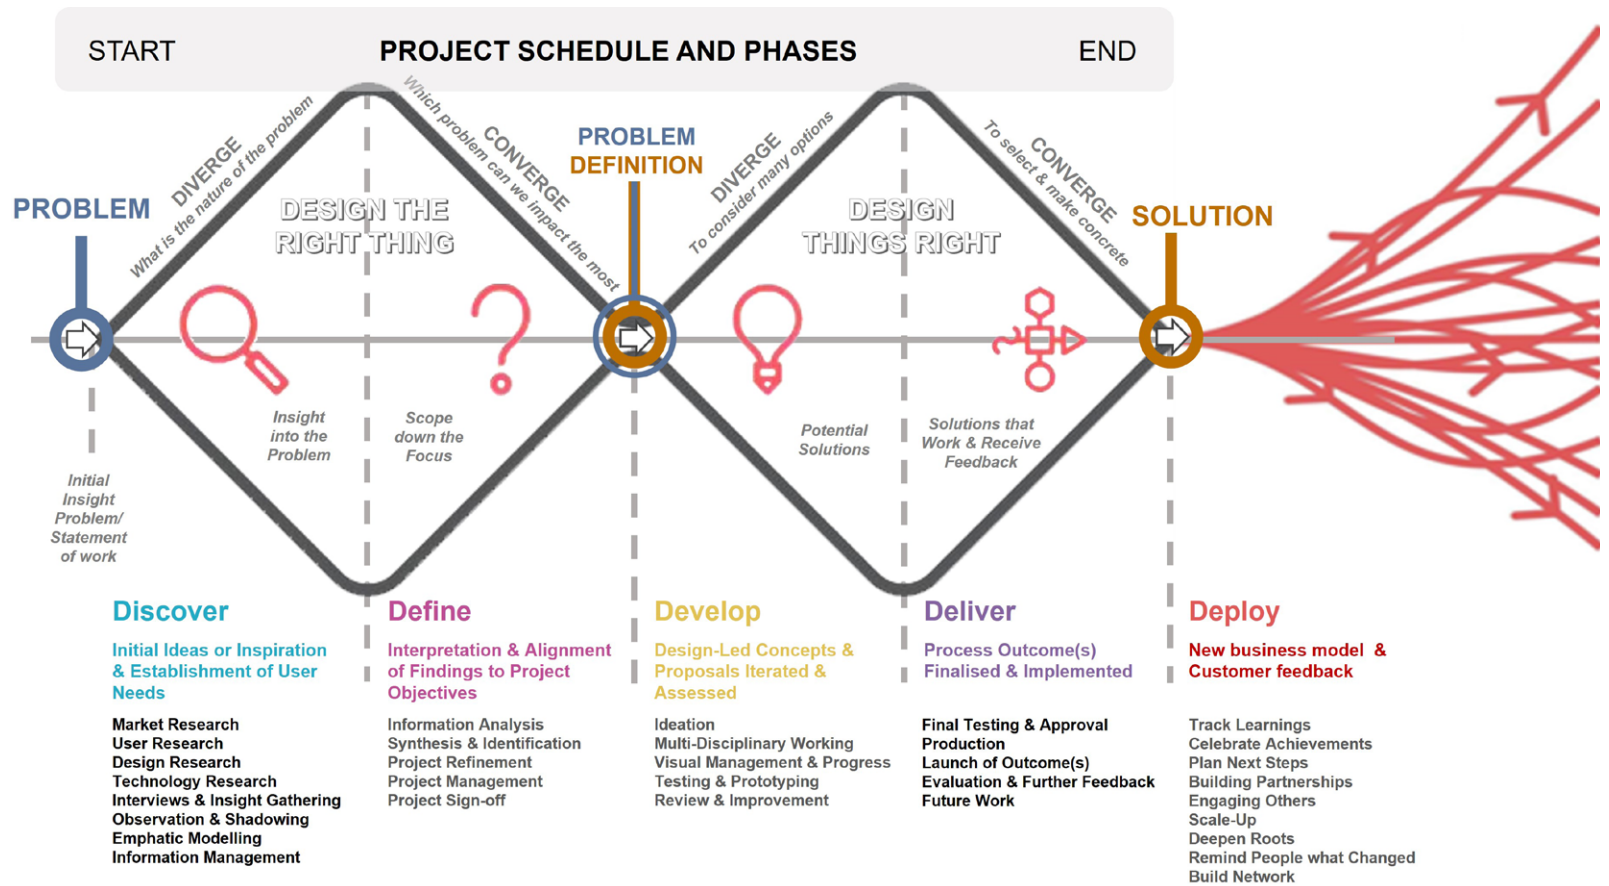 START
PROJECT SCHEDULE AND PHASES
END
PROBLEM
DIVERGE
What is the nature of the problem
DESIGN THE
RIGHT THING
Which problem can we impact the most
CONVERGE
PROBLEM
DEFINITION
DIVERGE
To consider many options
DESIGN
THINGS RIGHT
CONVERGE
To select & make concrete
SOLUTION
Insight
into the
Problem
Scope
down the
Focus
Potential
Solutions
Solutions that
Work & Receive
Feedback
Initial
Insight
Problem/
Statement
of work
Discover
Initial Ideas or Inspiration
& Establishment of User
Needs
Market Research
User Research
Design Research
Technology Research
Interviews & Insight Gathering
Observation & Shadowing
Emphatic Modelling
Information Management
Define
Interpretation & Alignment
of Findings to Project
Objectives
Information Analysis
Synthesis & Identification
Project Refinement
Project Management
Project Sign-off
Develop
Design-Led Concepts &
Proposals Iterated &
Assessed
Ideation
Multi-Disciplinary Working
Visual Management & Progress
Testing & Prototyping
Review & Improvement
Deliver
Process Outcome(s)
Finalised & Implemented
Final Testing & Approval
Production
Launch of Outcome(s)
Evaluation & Further Feedback
Future Work
Deploy
New business model &
Customer feedback
Track Learnings
Celebrate Achievements
Plan Next Steps
Building Partnerships
Engaging Others
Scale-Up
Deepen Roots
Remind People what Changed
Build Network